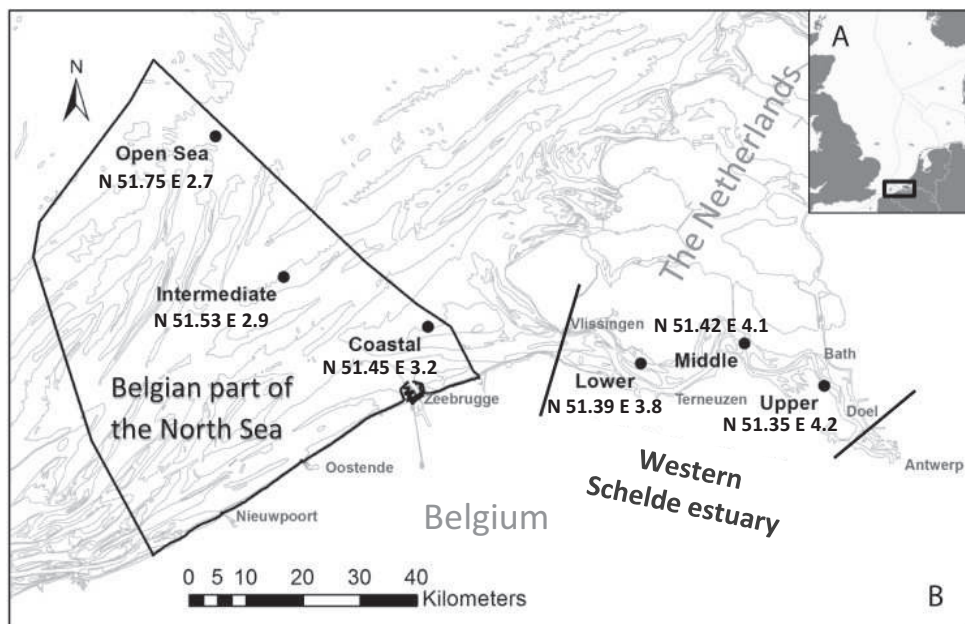 A
N
Open Sea
N 51.75 E 2.7
The Netherlands
Intermediate
N 51.53 E 2.9
Coastal
N 51.45 E 3.2
Vlissingen
N 51.42 E 4.1
Middle
Bath
Lower
N 51.39 E 3.8
Terneuzen
Upper
N 51.35 E 4.2
Doel
Antwerp
Belgian part of
the North Sea
Zeebrugge
Oostende
Nieuwpoort
Belgium
Western
Schelde estuary
0 5 10 20 30 40
Kilometers
B